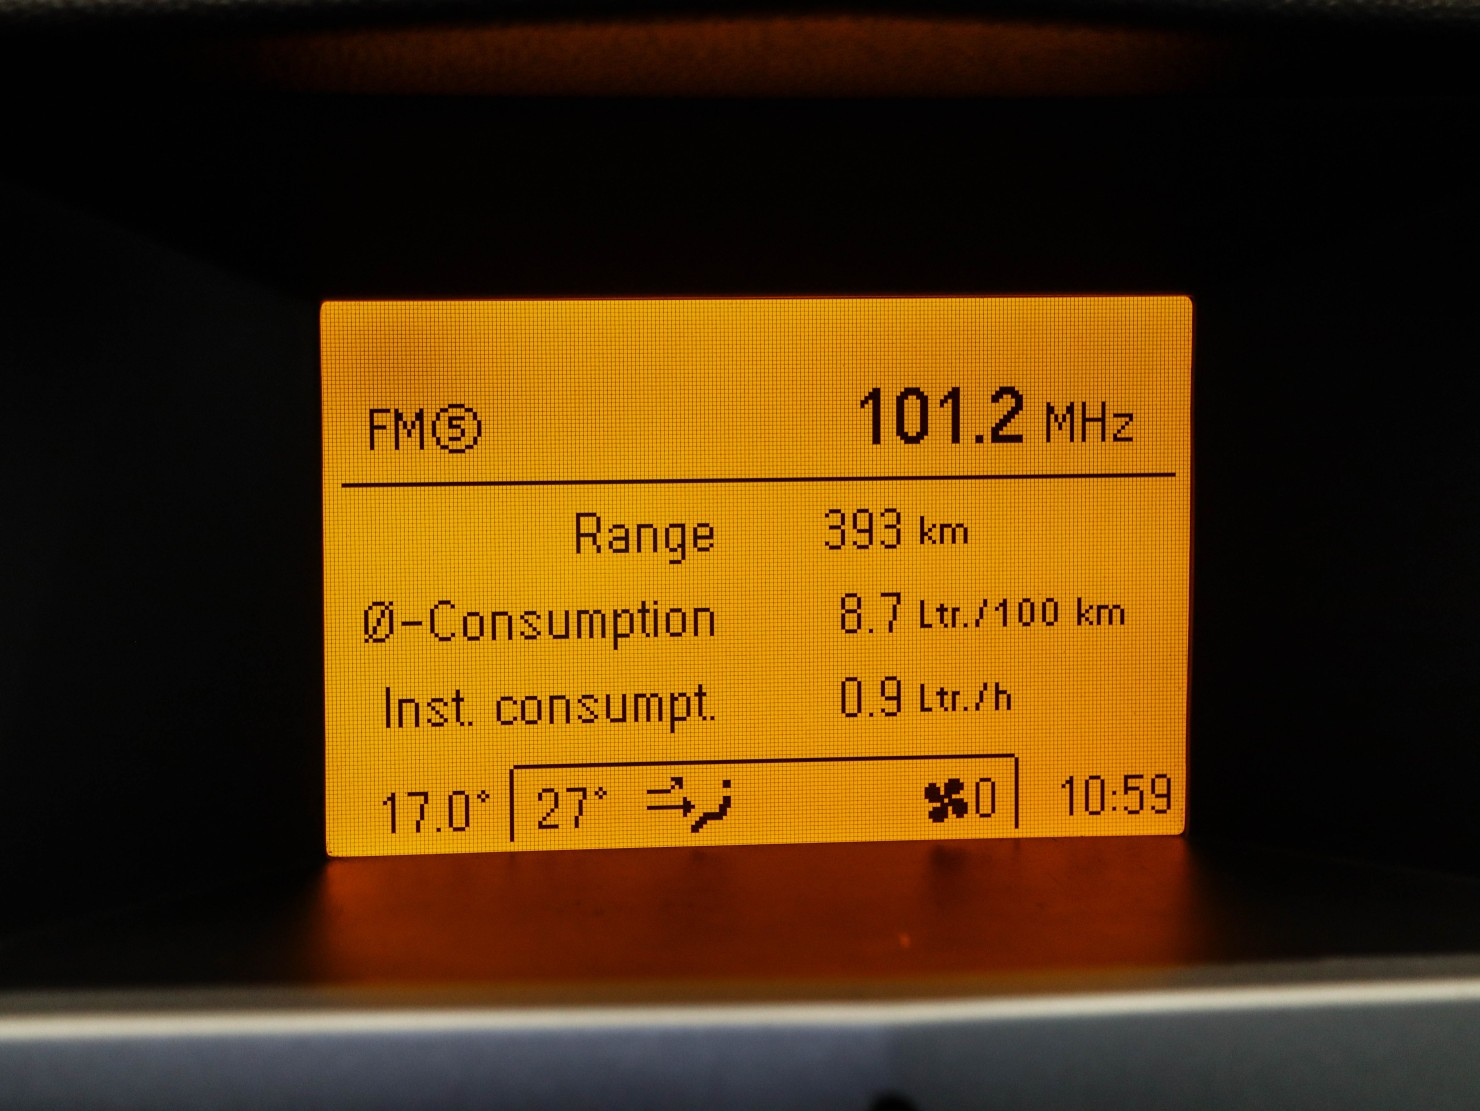 FM Ⓢ 101.2 MHz
Range 393 km
Ø-Consumption 8.7 Ltr./100 km
Inst. consumpt. 0.9 Ltr./h
17.0° 27° 0 10:59